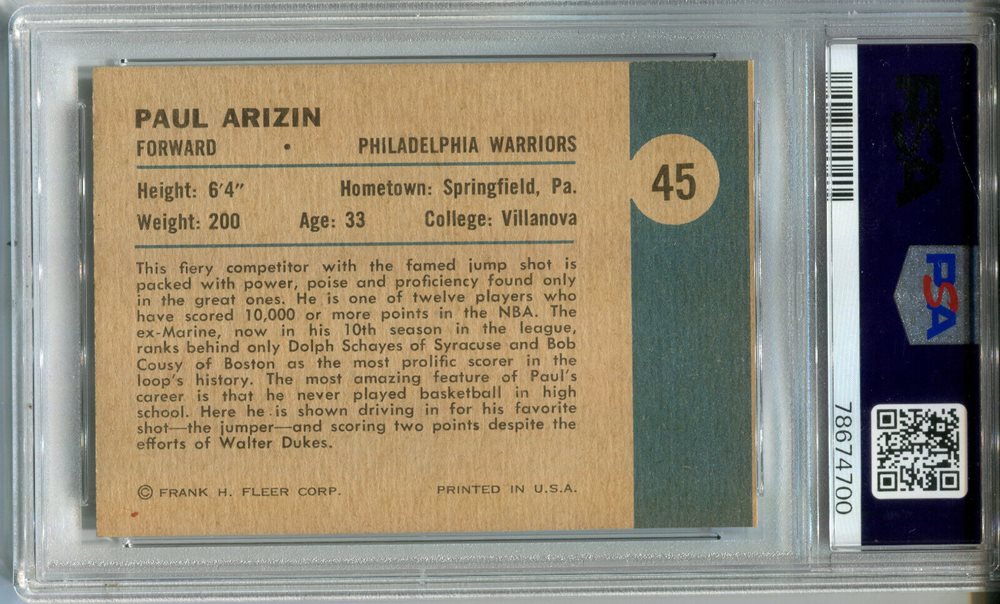 PAUL ARIZIN
FORWARD • PHILADELPHIA WARRIORS
Height: 6'4" Hometown: Springfield, Pa.
Weight: 200 Age: 33 College: Villanova
45
This fiery competitor with the famed jump shot is
packed with power, poise and proficiency found only
in the great ones. He is one of twelve players who
have scored 10,000 or more points in the NBA. The
ex-Marine, now in his 10th season in the league,
ranks behind only Dolph Schayes of Syracuse and Bob
Cousy of Boston as the most prolific scorer in the
loop's history. The most amazing feature of Paul's
career is that he never played basketball in high
school. Here he is shown driving in for his favorite
shot—the jumper—and scoring two points despite the
efforts of Walter Dukes.
© FRANK H. FLEER CORP. PRINTED IN U.S.A.
PSA
PSA
78674700